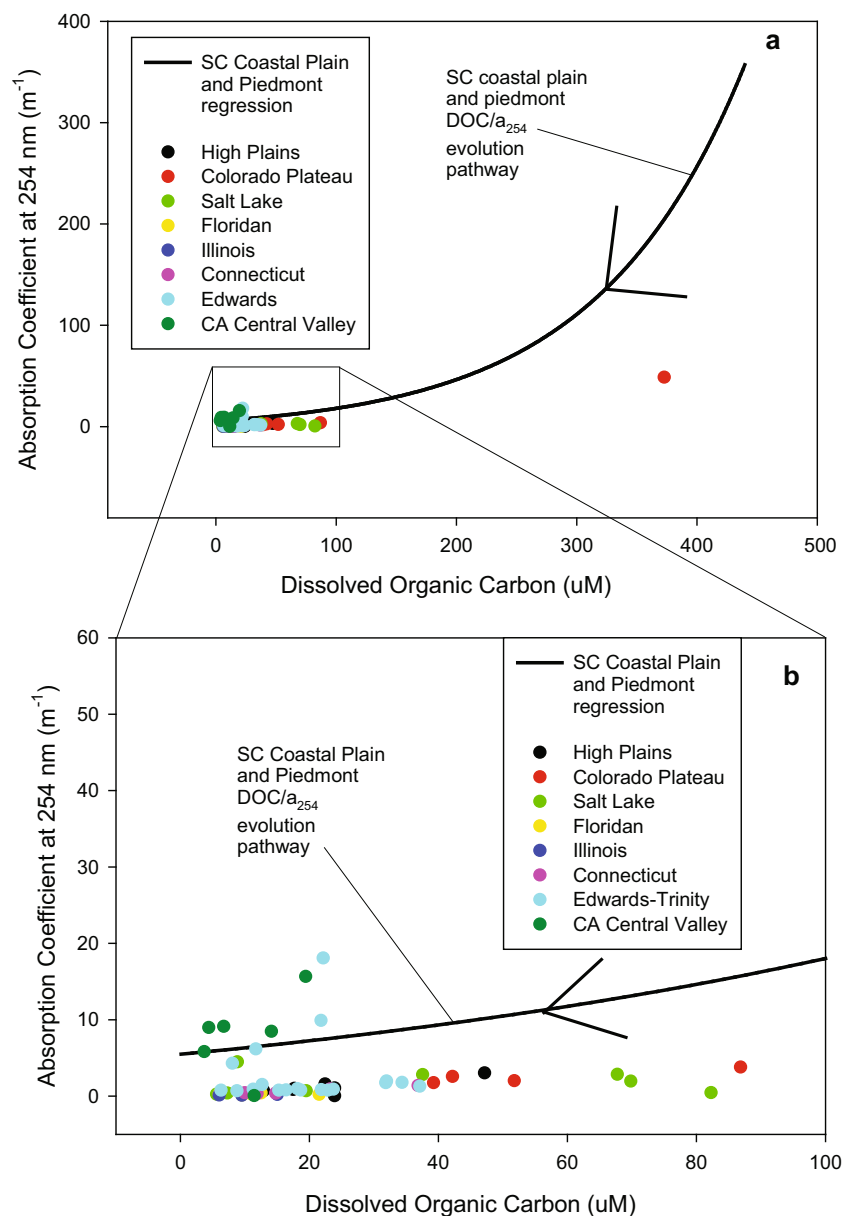 a
400
300
200
100
0
Absorption Coefficient at 254 nm (m⁻¹)
SC Coastal Plain
and Piedmont
regression
High Plains
Colorado Plateau
Salt Lake
Floridan
Illinois
Connecticut
Edwards
CA Central Valley
SC coastal plain
and piedmont
DOC/a₂₅₄
evolution
pathway
0 100 200 300 400 500
Dissolved Organic Carbon (uM)
b
60
50
40
30
20
10
0
Absorption Coefficient at 254 nm (m⁻¹)
SC Coastal Plain
and Piedmont
DOC/a₂₅₄
evolution
pathway
SC Coastal Plain
and Piedmont
regression
High Plains
Colorado Plateau
Salt Lake
Floridan
Illinois
Connecticut
Edwards-Trinity
CA Central Valley
0 20 40 60 80 100
Dissolved Organic Carbon (uM)